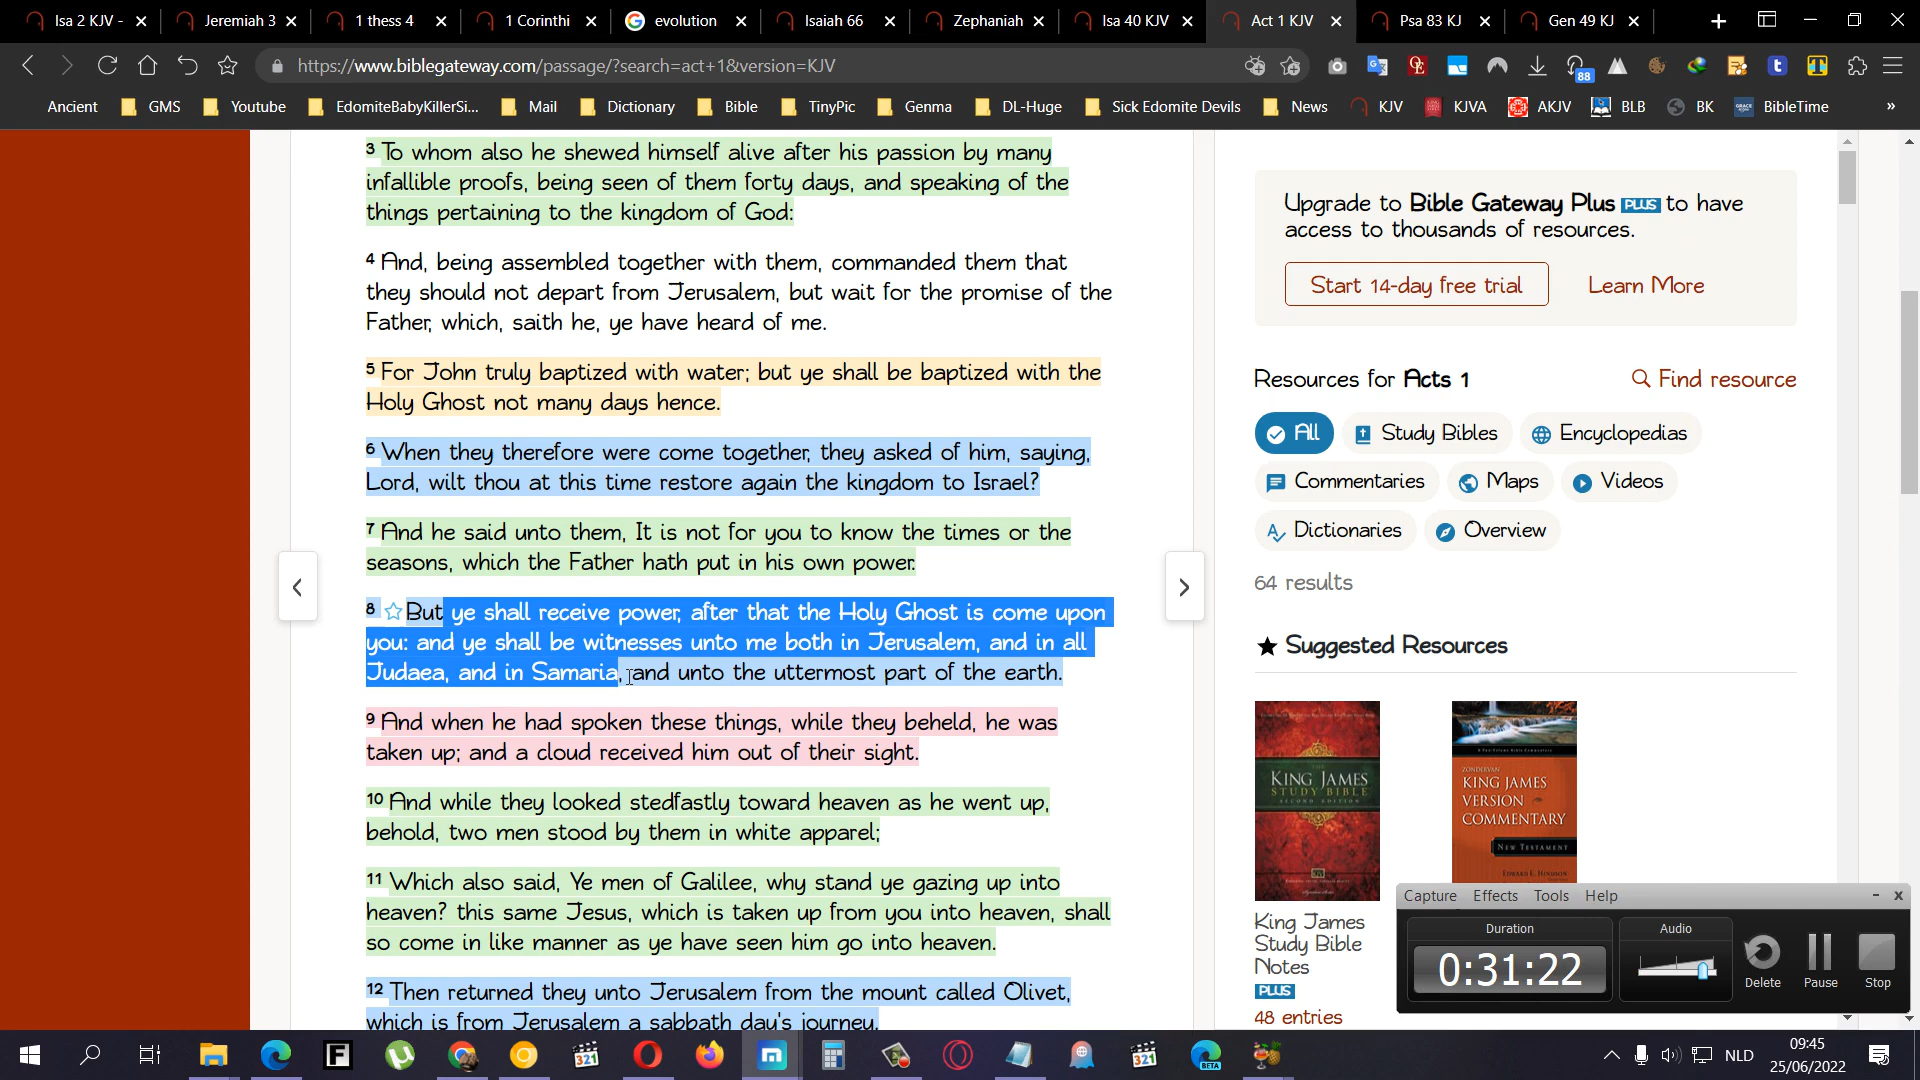 Isa 2 KJV -
Jeremiah 3
1 thess 4
1 Corinthi
evolution
Isaiah 66
Zephaniah
Isa 40 KJV
Act 1 KJV
Psa 83 KJ
Gen 49 KJ
https://www.biblegateway.com/passage/?search=act+1&version=KJV
88
Ancient
GMS
Youtube
EdomiteBabyKillerSi...
Mail
Dictionary
Bible
TinyPic
Genma
DL-Huge
Sick Edomite Devils
News
KJV
KJVA
AKJV
BLB
BK
BibleTime
»
3 To whom also he shewed himself alive after his passion by many
infallible proofs, being seen of them forty days, and speaking of the
things pertaining to the kingdom of God:
4 And, being assembled together with them, commanded them that
they should not depart from Jerusalem, but wait for the promise of the
Father, which, saith he, ye have heard of me.
5 For John truly baptized with water; but ye shall be baptized with the
Holy Ghost not many days hence.
6 When they therefore were come together, they asked of him, saying,
Lord, wilt thou at this time restore again the kingdom to Israel?
7 And he said unto them, It is not for you to know the times or the
seasons, which the Father hath put in his own power.
8 But ye shall receive power, after that the Holy Ghost is come upon
you: and ye shall be witnesses unto me both in Jerusalem, and in all
Judaea, and in Samaria, and unto the uttermost part of the earth.
9 And when he had spoken these things, while they beheld, he was
taken up; and a cloud received him out of their sight.
10 And while they looked stedfastly toward heaven as he went up,
behold, two men stood by them in white apparel;
11 Which also said, Ye men of Galilee, why stand ye gazing up into
heaven? this same Jesus, which is taken up from you into heaven, shall
so come in like manner as ye have seen him go into heaven.
12 Then returned they unto Jerusalem from the mount called Olivet,
which is from Jerusalem a sabbath day's journey.
Upgrade to Bible Gateway Plus PLUS to have
access to thousands of resources.
Start 14-day free trial
Learn More
Resources for Acts 1
Find resource
All
Study Bibles
Encyclopedias
Commentaries
Maps
Videos
Dictionaries
Overview
64 results
Suggested Resources
KING JAMES
STUDY BIBLE
SECOND EDITION
ZONDERVAN
KING JAMES
VERSION
COMMENTARY
NEW TESTAMENT
EDWARD E. HINDSON
King James
Study Bible
Notes
PLUS
48 entries
Capture
Effects
Tools
Help
Duration
0:31:22
Audio
Delete
Pause
Stop
321
321
BETA
NLD
09:45
25/06/2022